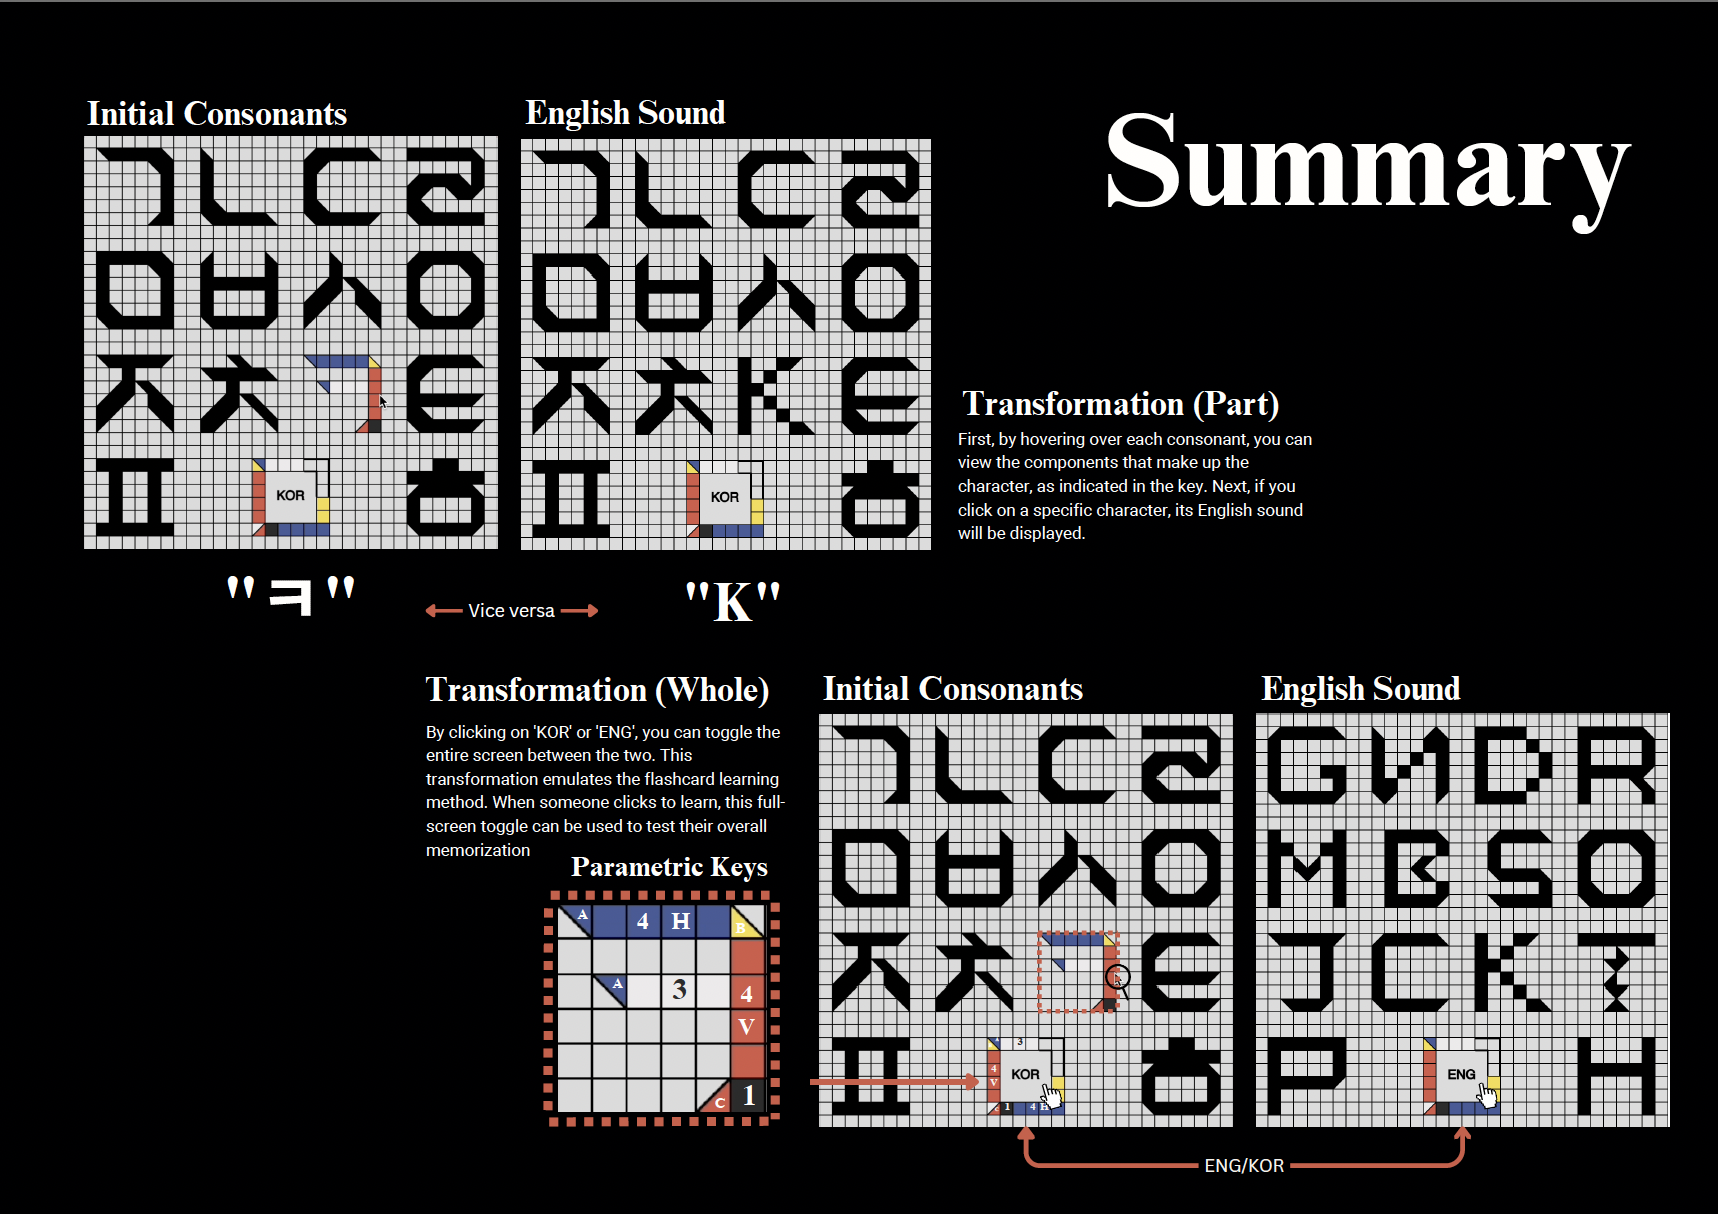 Summary
Initial Consonants
English Sound
ㄱ ㄴ ㄷ ㄹ
ㅁ ㅂ ㅅ ㅇ
ㅈ ㅊ ㅋ ㅌ
ㅍ KOR ㅎ
ㄱ ㄴ ㄷ ㄹ
ㅁ ㅂ ㅅ ㅇ
ㅈ ㅊ K ㅌ
ㅍ KOR ㅎ
"ㅋ"
Vice versa
"K"
Transformation (Part)
First, by hovering over each consonant, you can
view the components that make up the
character, as indicated in the key. Next, if you
click on a specific character, its English sound
will be displayed.
Transformation (Whole)
By clicking on 'KOR' or 'ENG', you can toggle the
entire screen between the two. This
transformation emulates the flashcard learning
method. When someone clicks to learn, this full-
screen toggle can be used to test their overall
memorization
Parametric Keys
A 4 H B
A 3 4
V
C 1
Initial Consonants
ㄱ ㄴ ㄷ ㄹ
ㅁ ㅂ ㅅ ㅇ
ㅈ ㅊ ㅋ ㅌ
3
4
V
ㅍ KOR ㅎ
1 4 H
English Sound
G N D R
M B S O
J C K T
P ENG H
ENG/KOR